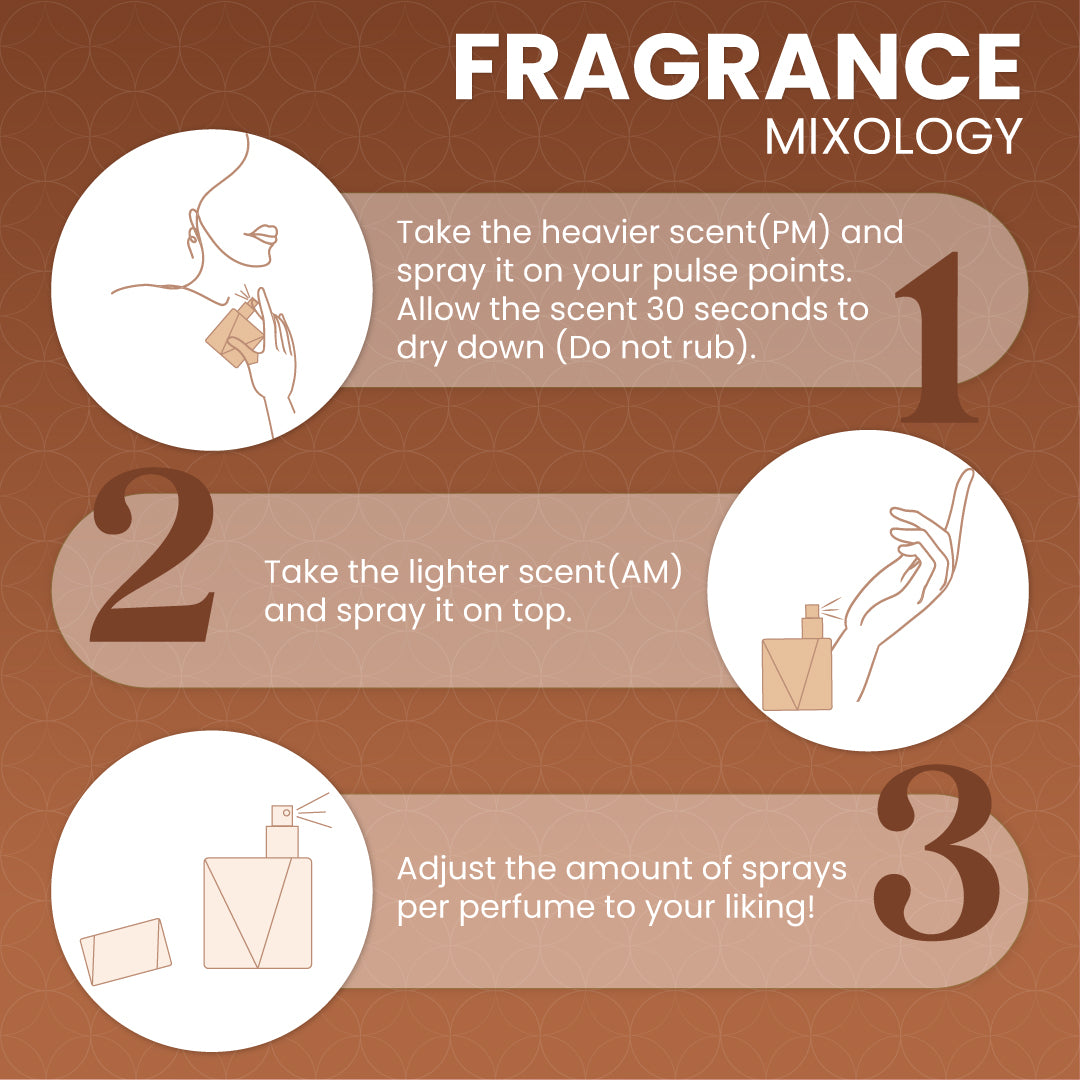 FRAGRANCE
MIXOLOGY
Take the heavier scent(PM) and
spray it on your pulse points.
Allow the scent 30 seconds to
dry down (Do not rub).
1
2
Take the lighter scent(AM)
and spray it on top.
3
Adjust the amount of sprays
per perfume to your liking!